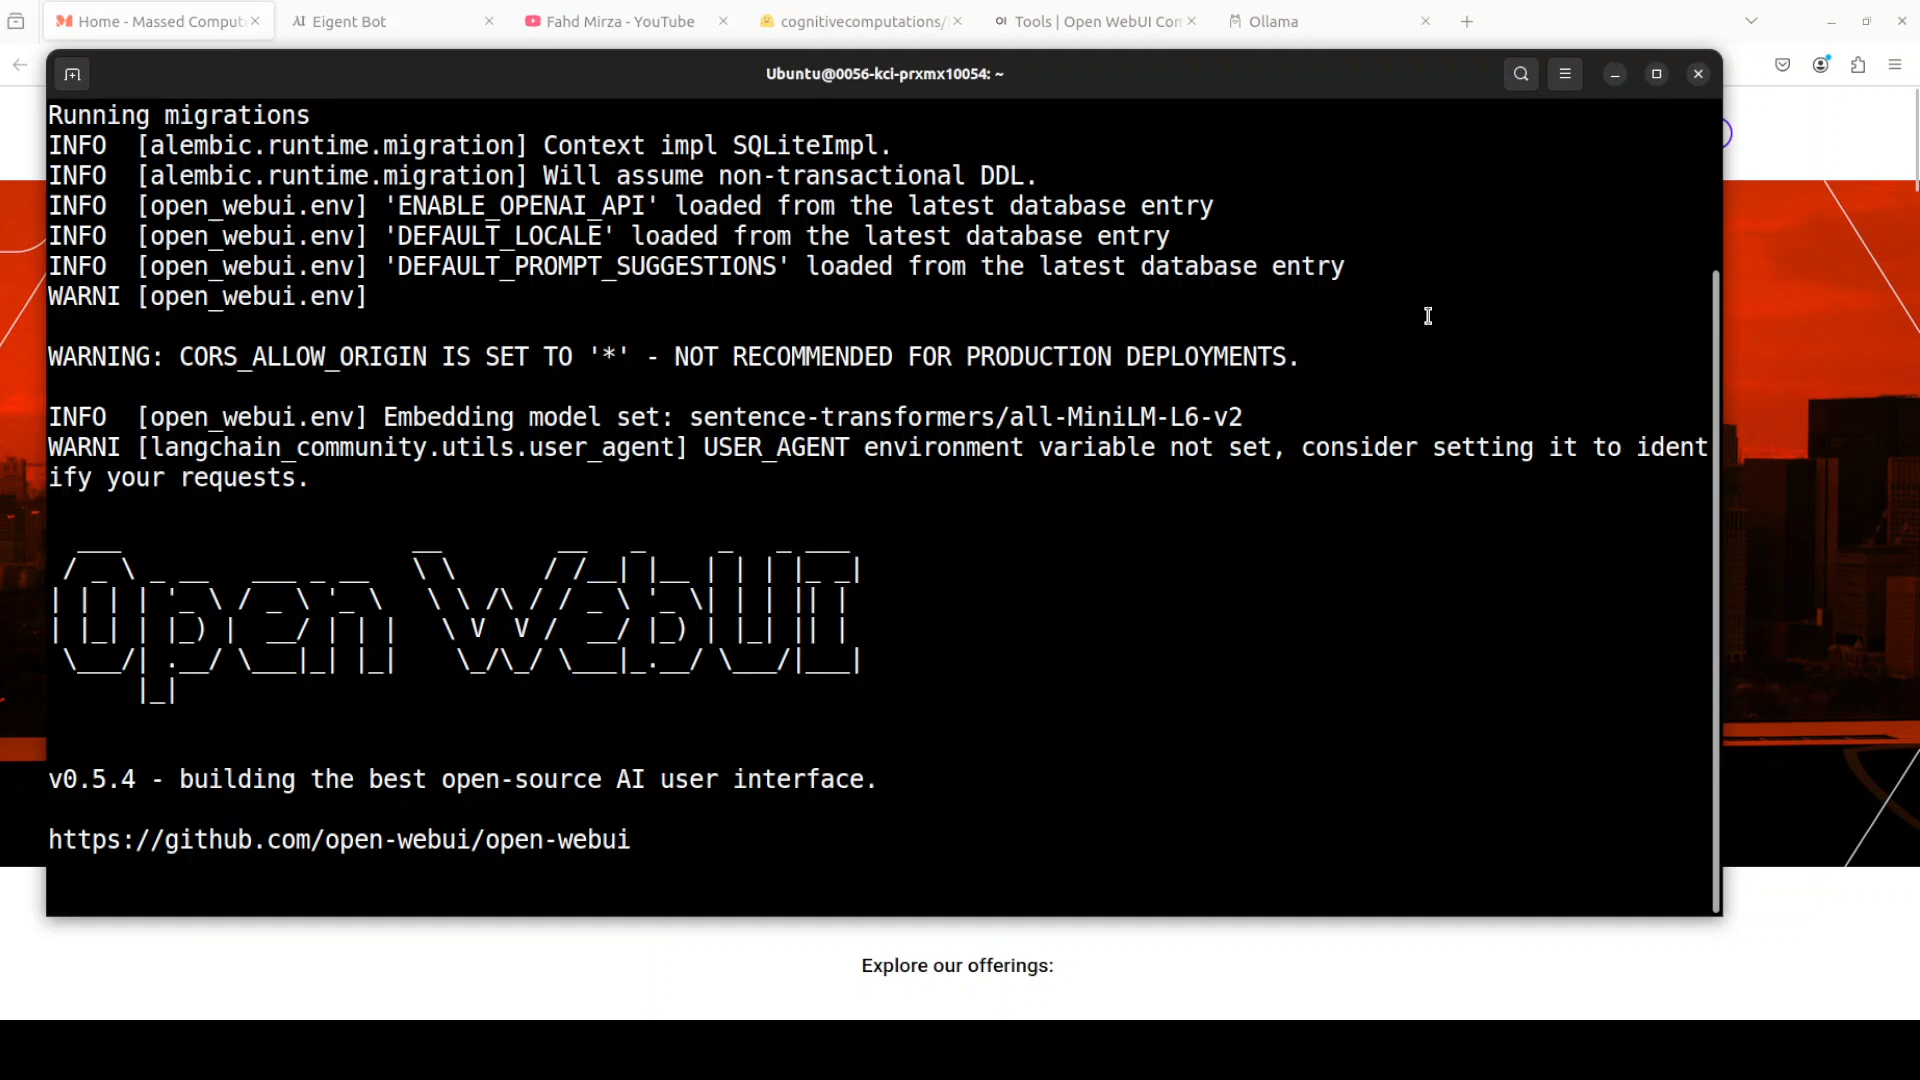 Home - Massed Comput
Eigent Bot
Fahd Mirza - YouTube
cognitivecomputations/
Tools | Open WebUI Con
Ollama
Ubuntu@0056-kci-prxmx10054: ~
Running migrations
INFO  [alembic.runtime.migration] Context impl SQLiteImpl.
INFO  [alembic.runtime.migration] Will assume non-transactional DDL.
INFO  [open_webui.env] 'ENABLE_OPENAI_API' loaded from the latest database entry
INFO  [open_webui.env] 'DEFAULT_LOCALE' loaded from the latest database entry
INFO  [open_webui.env] 'DEFAULT_PROMPT_SUGGESTIONS' loaded from the latest database entry
WARNI [open_webui.env]
WARNING: CORS_ALLOW_ORIGIN IS SET TO '*' - NOT RECOMMENDED FOR PRODUCTION DEPLOYMENTS.
INFO  [open_webui.env] Embedding model set: sentence-transformers/all-MiniLM-L6-v2
WARNI [langchain_community.utils.user_agent] USER_AGENT environment variable not set, consider setting it to ident
ify your requests.
Open WebUI
v0.5.4 - building the best open-source AI user interface.
https://github.com/open-webui/open-webui
Explore our offerings: